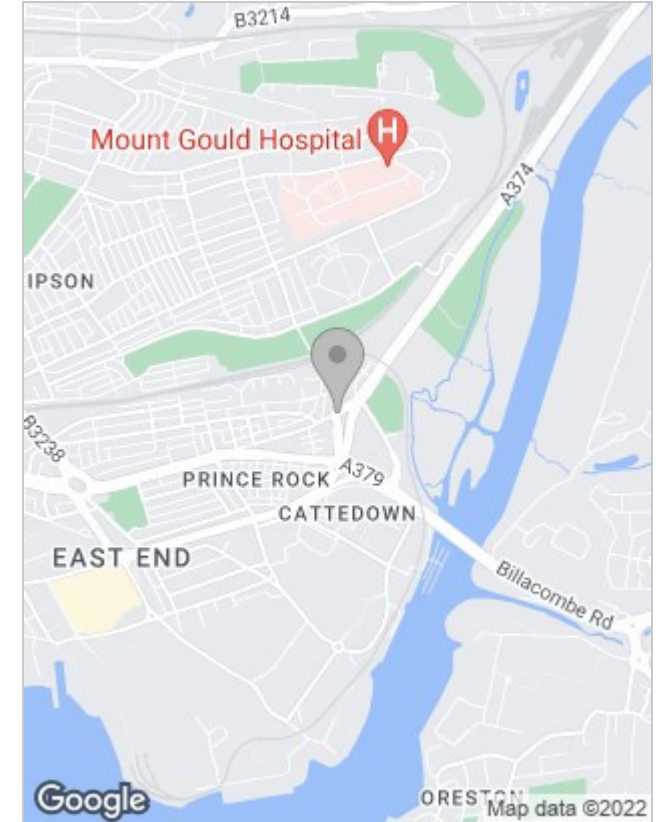 B3214
Mount Gould Hospital
H
A374
IPSON
B3238
PRINCE ROCK
A379
CATTEDOWN
EAST END
Billacombe Rd
ORESTON
Google
Map data ©2022